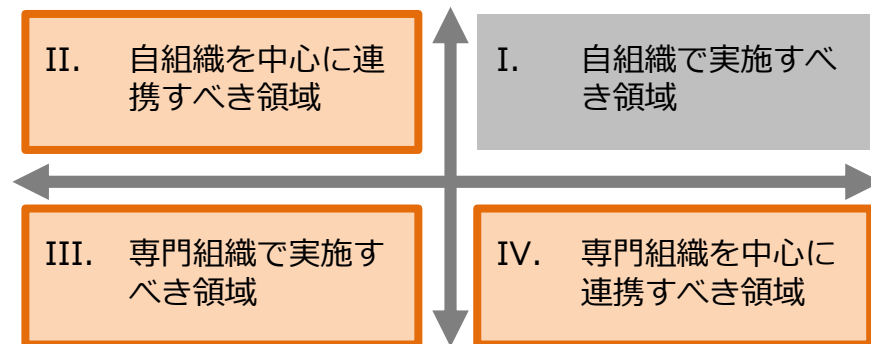 II. 自組織を中心に連
携すべき領域
I. 自組織で実施すべ
き領域
III. 専門組織で実施す
べき領域
IV. 専門組織を中心に
連携すべき領域